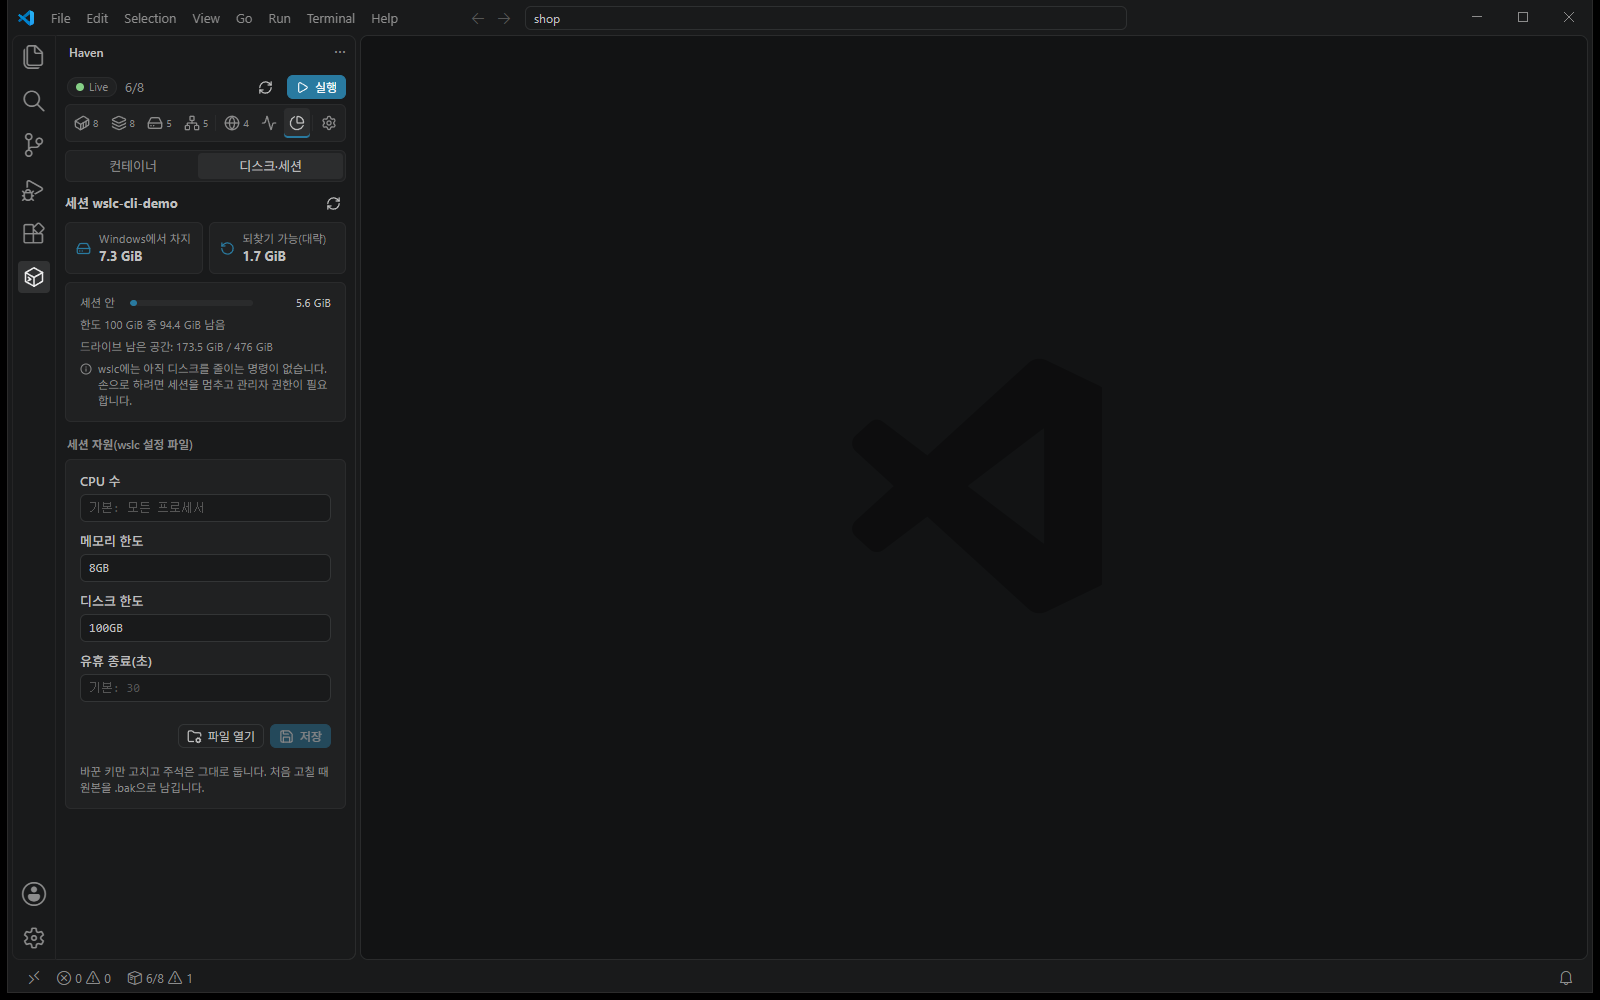 File Edit Selection View Go Run Terminal Help
shop
Haven
Live 6/8 실행
8 8 5 5 4
컨테이너 디스크·세션
세션 wslc-cli-demo
Windows에서 차지
7.3 GiB
되찾기 가능(대략)
1.7 GiB
세션 안 5.6 GiB
한도 100 GiB 중 94.4 GiB 남음
드라이브 남은 공간: 173.5 GiB / 476 GiB
wslc에는 아직 디스크를 줄이는 명령이 없습니다.
손으로 하려면 세션을 멈추고 관리자 권한이 필요
합니다.
세션 자원(wslc 설정 파일)
CPU 수
기본: 모든 프로세서
메모리 한도
8GB
디스크 한도
100GB
유휴 종료(초)
기본: 30
파일 열기 저장
바꾼 키만 고치고 주석은 그대로 둡니다. 처음 고칠 때
원본을 .bak으로 남깁니다.
0 0 6/8 1